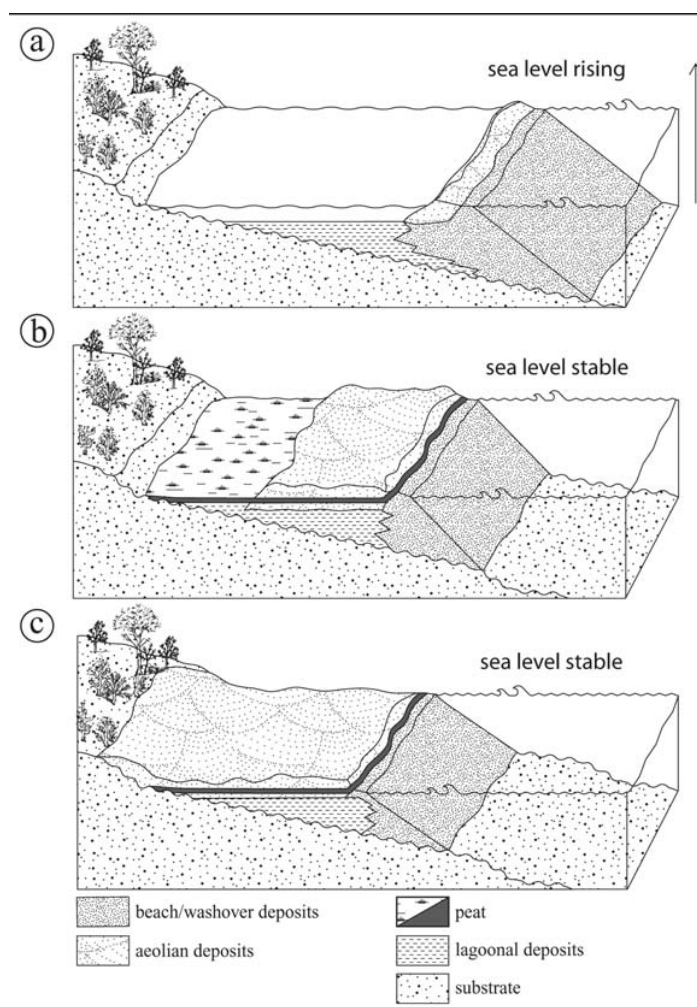 a
sea level rising
b
sea level stable
c
sea level stable
beach/washover deposits
peat
aeolian deposits
lagoonal deposits
substrate